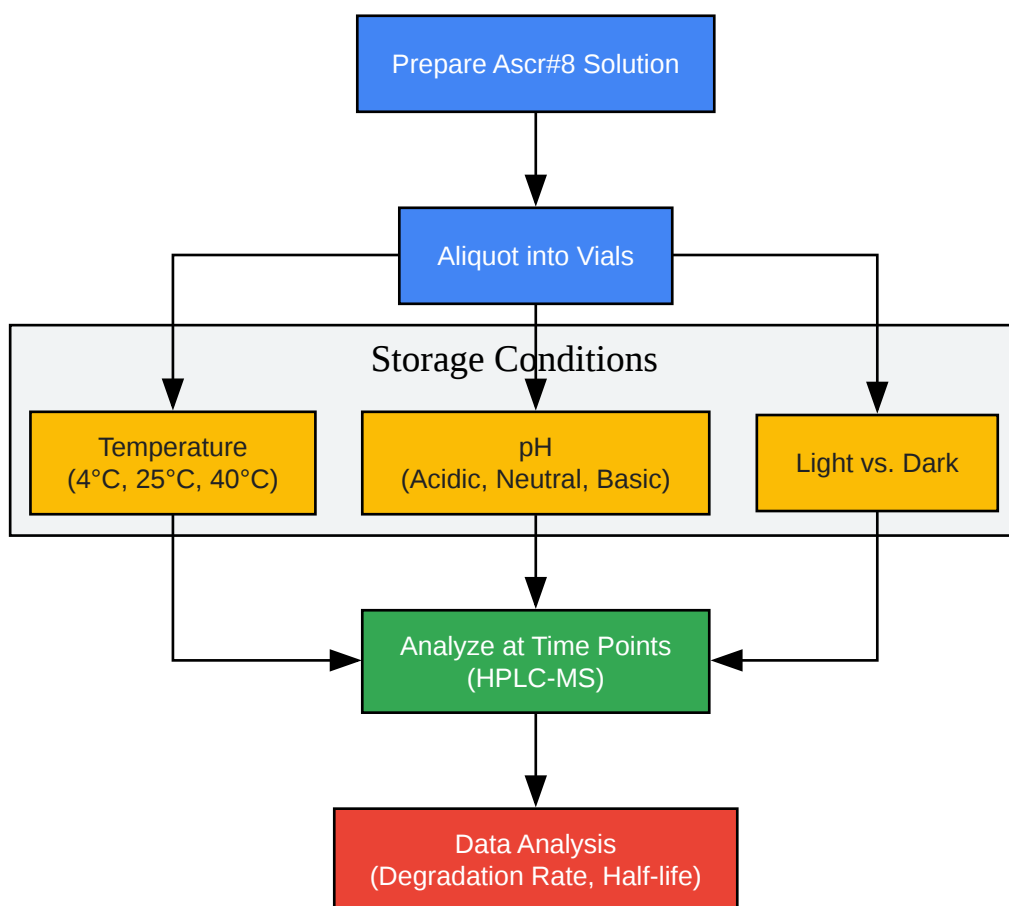 Prepare Ascr#8 Solution
Aliquot into Vials
Storage Conditions
Temperature
(4°C, 25°C, 40°C)
pH
(Acidic, Neutral, Basic)
Light vs. Dark
Analyze at Time Points
(HPLC-MS)
Data Analysis
(Degradation Rate, Half-life)